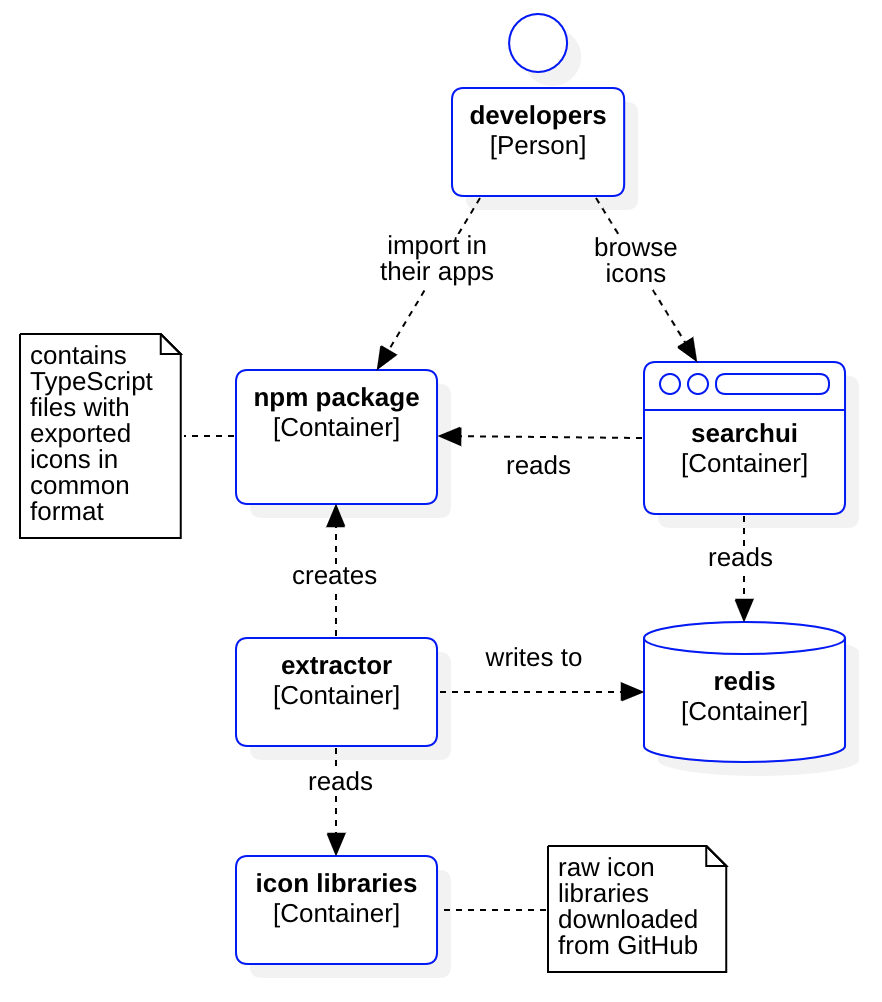 developers
[Person]
import in
their apps
browse
icons
contains
TypeScript
files with
exported
icons in
common
format
npm package
[Container]
reads
searchui
[Container]
creates
reads
extractor
[Container]
writes to
redis
[Container]
reads
icon libraries
[Container]
raw icon
libraries
downloaded
from GitHub